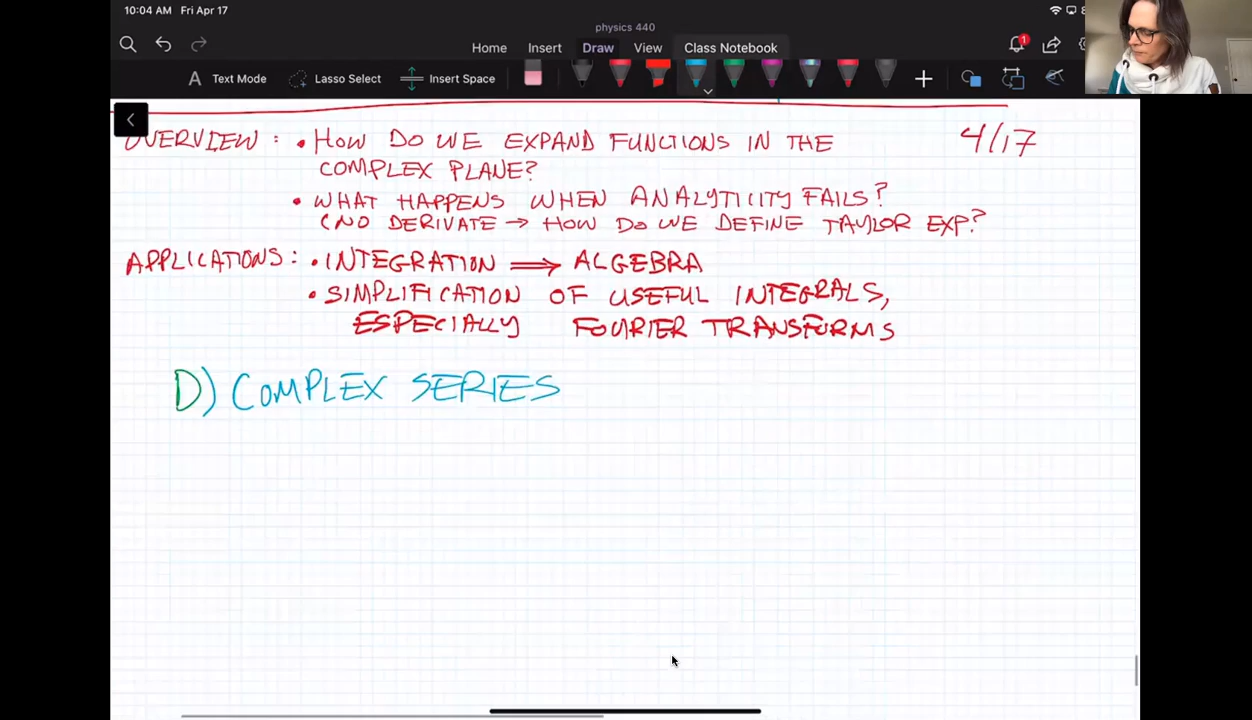 10:04 AM Fri Apr 17
physics 440
Home Insert Draw View Class Notebook
1
A Text Mode Lasso Select Insert Space
OVERVIEW : • HOW DO WE EXPAND FUNCTIONS IN THE 4/17
COMPLEX PLANE?
• WHAT HAPPENS WHEN ANALYTICITY FAILS?
(NO DERIVATE → HOW DO WE DEFINE TAYLOR EXP?
APPLICATIONS : • INTEGRATION ⟹ ALGEBRA
• SIMPLIFICATION OF USEFUL INTEGRALS,
ESPECIALLY FOURIER TRANSFORMS
D) COMPLEX SERIES